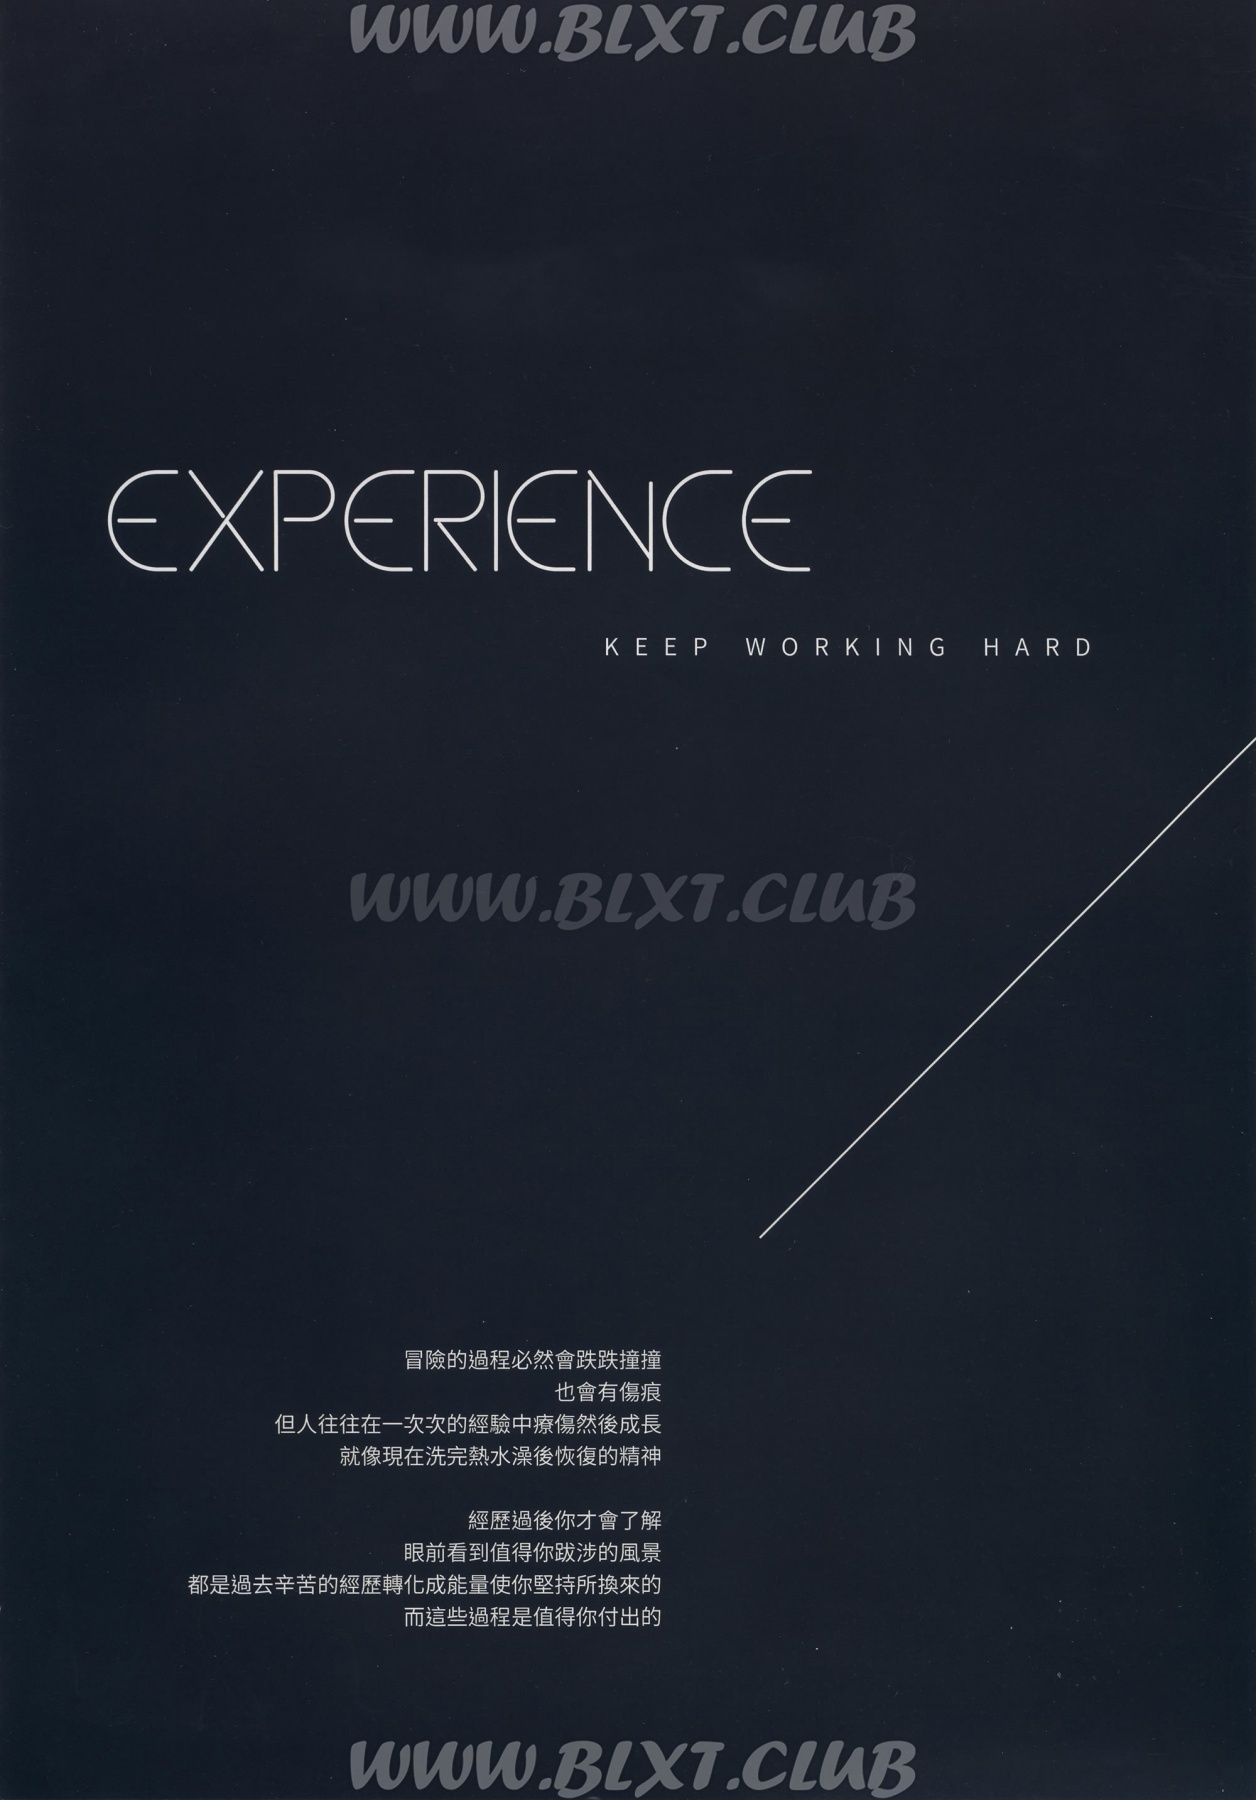 WWW.BLXT.CLUB
EXPERIENCE
KEEP WORKING HARD
WWW.BLXT.CLUB
冒險的過程必然會跌跌撞撞
也會有傷痕
但人往往在一次次的經驗中療傷然後成長
就像現在洗完熱水澡後恢復的精神
經歷過後你才會了解
眼前看到值得你跋涉的風景
都是過去辛苦的經歷轉化成能量使你堅持所換來的
而這些過程是值得你付出的
WWW.BLXT.CLUB